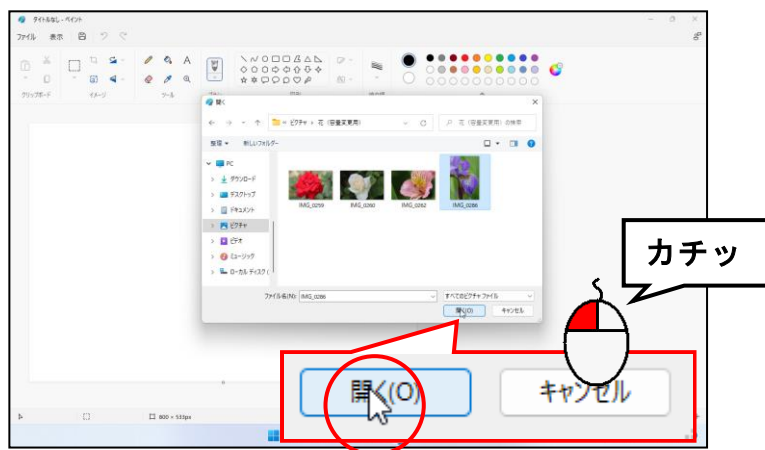 タイトルなし - ペイント
ファイル 表示
クリップボード イメージ ツール
開く
ピクチャ > 花（容量変更用）
花（容量変更用）の検索
整理 新しいフォルダー
PC
ダウンロード
デスクトップ
ドキュメント
ピクチャ
ビデオ
ミュージック
ローカル ディスク (
IMG_0259 IMG_0260 IMG_0282 IMG_0286
ファイル名(N): IMG_0286 すべてのピクチャ ファイル
開く(O) キャンセル
カチッ
開く(O) キャンセル
800 × 533px